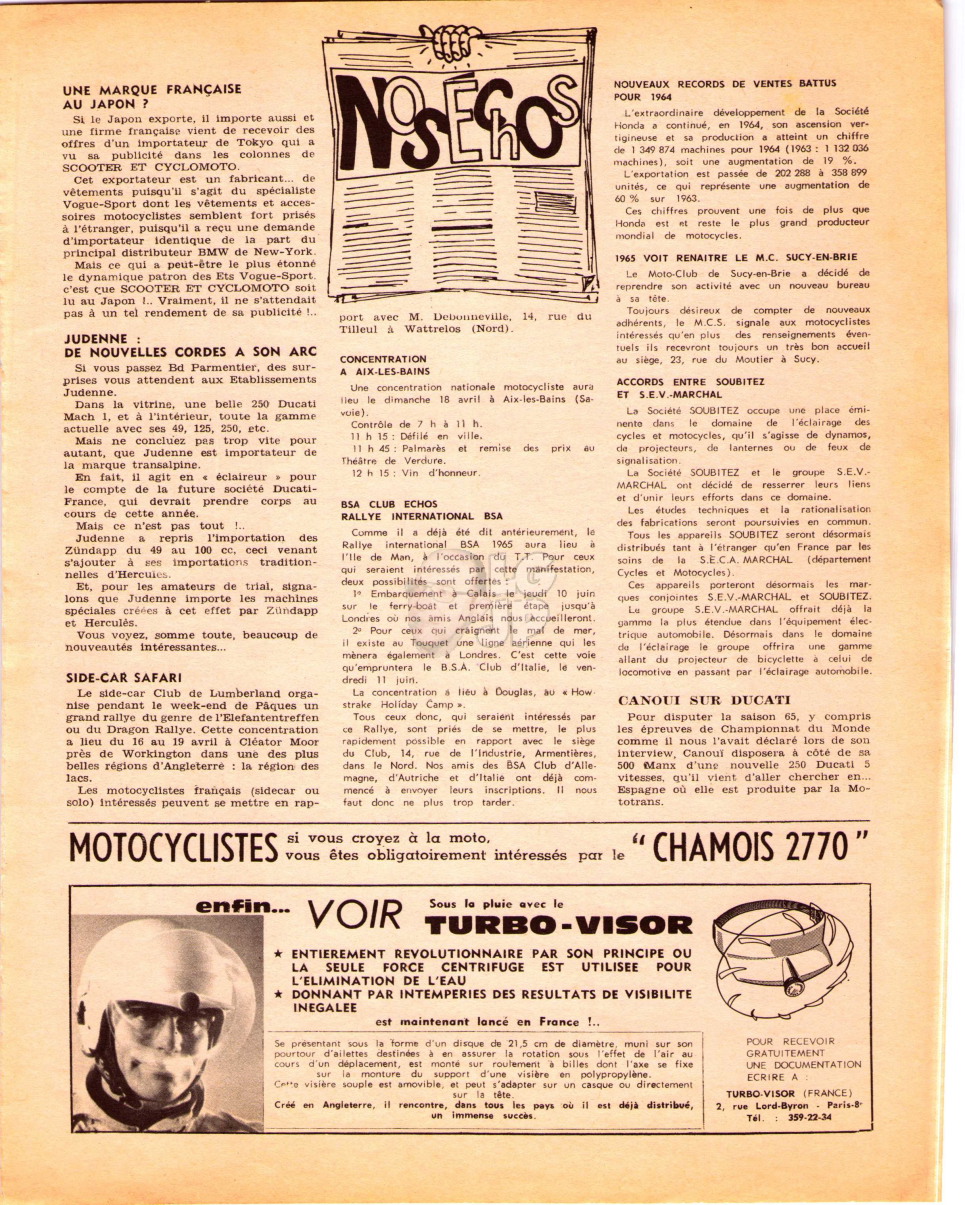 UNE MARQUE FRANÇAISE
AU JAPON ?
Si le Japon exporte, il importe aussi et
une firme française vient de recevoir des
offres d'un importateur de Tokyo qui a
vu sa publicité dans les colonnes de
SCOOTER ET CYCLOMOTO.
Cet exportateur est un fabricant... de
vêtements puisqu'il s'agit du spécialiste
Vogue-Sport dont les vêtements et acces-
soires motocyclistes semblent fort prisés
à l'étranger, puisqu'il a reçu une demande
d'importateur identique de la part du
principal distributeur BMW de New-York.
Mais ce qui a peut-être le plus étonné
le dynamique patron des Ets Vogue-Sport,
c'est que SCOOTER ET CYCLOMOTO soit
lu au Japon !.. Vraiment, il ne s'attendait
pas à un tel rendement de sa publicité !..
JUDENNE :
DE NOUVELLES CORDES A SON ARC
Si vous passez Bd Parmentier, des sur-
prises vous attendent aux Etablissements
Judenne.
Dans la vitrine, une belle 250 Ducati
Mach 1, et à l'intérieur, toute la gamme
actuelle avec ses 49, 125, 250, etc.
Mais ne concluez pas trop vite pour
autant, que Judenne est importateur de
la marque transalpine.
En fait, il agit en « éclaireur » pour
le compte de la future société Ducati-
France, qui devrait prendre corps au
cours de cette année.
Mais ce n'est pas tout !..
Judenne a repris l'importation des
Zündapp du 49 au 100 cc, ceci venant
s'ajouter à ses importations tradition-
nelles d'Hercules.
Et, pour les amateurs de trial, signa-
lons que Judenne importe les machines
spéciales créées à cet effet par Zündapp
et Herculés.
Vous voyez, somme toute, beaucoup de
nouveautés intéressantes...
SIDE-CAR SAFARI
Le side-car Club de Lumberland orga-
nise pendant le week-end de Pâques un
grand rallye du genre de l'Elefantentreffen
ou du Dragon Rallye. Cette concentration
a lieu du 16 au 19 avril à Cléator Moor
près de Workington dans une des plus
belles régions d'Angleterre : la région des
lacs.
Les motocyclistes français (sidecar ou
solo) intéressés peuvent se mettre en rap-
NOS ÉChOS
port avec M. Debonneville, 14, rue du
Tilleul à Wattrelos (Nord).
CONCENTRATION
A AIX-LES-BAINS
Une concentration nationale motocycliste aura
lieu le dimanche 18 avril à Aix-les-Bains (Sa-
voie).
Contrôle de 7 h à 11 h.
11 h 15 : Défilé en ville.
11 h 45 : Palmarès et remise des prix au
Théâtre de Verdure.
12 h 15 : Vin d'honneur.
BSA CLUB ECHOS
RALLYE INTERNATIONAL BSA
Comme il a déjà été dit antérieurement, le
Rallye international BSA 1965 aura lieu à
l'Ile de Man, à l'occasion du T.T. Pour ceux
qui seraient intéressés par cette manifestation,
deux possibilités sont offertes :
1º Embarquement à Calais le jeudi 10 juin
sur le ferry-boat et première étape jusqu'à
Londres où nos amis Anglais nous accueilleront.
2º Pour ceux qui craignent le mal de mer,
il existe au Touquet une ligne aérienne qui les
mènera également à Londres. C'est cette voie
qu'empruntera le B.S.A. Club d'Italie, le ven-
dredi 11 juin.
La concentration a lieu à Douglas, au « How-
strake Holiday Camp ».
Tous ceux donc, qui seraient intéressés par
ce Rallye, sont priés de se mettre, le plus
rapidement possible en rapport avec le siège
du Club, 14, rue de l'Industrie, Armentières,
dans le Nord. Nos amis des BSA Club d'Alle-
magne, d'Autriche et d'Italie ont déjà com-
mencé à envoyer leurs inscriptions. Il nous
faut donc ne plus trop tarder.
NOUVEAUX RECORDS DE VENTES BATTUS
POUR 1964
L'extraordinaire développement de la Société
Honda a continué, en 1964, son ascension ver-
tigineuse et sa production a atteint un chiffre
de 1 349 874 machines pour 1964 (1963 : 1 132 036
machines), soit une augmentation de 19 %.
L'exportation est passée de 202 288 à 358 899
unités, ce qui représente une augmentation de
60 % sur 1963.
Ces chiffres prouvent une fois de plus que
Honda est et reste le plus grand producteur
mondial de motocycles.
1965 VOIT RENAITRE LE M.C. SUCY-EN-BRIE
Le Moto-Club de Sucy-en-Brie a décidé de
reprendre son activité avec un nouveau bureau
à sa tête.
Toujours désireux de compter de nouveaux
adhérents, le M.C.S. signale aux motocyclistes
intéressés qu'en plus des renseignements éven-
tuels ils recevront toujours un très bon accueil
au siège, 23, rue du Moutier à Sucy.
ACCORDS ENTRE SOUBITEZ
ET S.E.V.-MARCHAL
La Société SOUBITEZ occupe une place émi-
nente dans le domaine de l'éclairage des
cycles et motocycles, qu'il s'agisse de dynamos,
de projecteurs, de lanternes ou de feux de
signalisation.
La Société SOUBITEZ et le groupe S.E.V.-
MARCHAL ont décidé de resserrer leurs liens
et d'unir leurs efforts dans ce domaine.
Les études techniques et la rationalisation
des fabrications seront poursuivies en commun.
Tous les appareils SOUBITEZ seront désormais
distribués tant à l'étranger qu'en France par les
soins de la S.E.C.A. MARCHAL (département
Cycles et Motocycles).
Ces appareils porteront désormais les mar-
ques conjointes S.E.V.-MARCHAL et SOUBITEZ.
Le groupe S.E.V.-MARCHAL offrait déjà la
gamme la plus étendue dans l'équipement élec-
trique automobile. Désormais dans le domaine
de l'éclairage le groupe offrira une gamme
allant du projecteur de bicyclette à celui de
locomotive en passant par l'éclairage automobile.
CANOUI SUR DUCATI
Pour disputer la saison 65, y compris
les épreuves de Championnat du Monde
comme il nous l'avait déclaré lors de son
interview, Canouï disposera à côté de sa
500 Manx d'une nouvelle 250 Ducati 5
vitesses, qu'il vient d'aller chercher en...
Espagne où elle est produite par la Mo-
totrans.
MOTOCYCLISTES si vous croyez à la moto,
vous êtes obligatoirement intéressés par le " CHAMOIS 2770 "
enfin... VOIR Sous la pluie avec le
TURBO-VISOR
★ ENTIEREMENT REVOLUTIONNAIRE PAR SON PRINCIPE OU
LA SEULE FORCE CENTRIFUGE EST UTILISEE POUR
L'ELIMINATION DE L'EAU
★ DONNANT PAR INTEMPERIES DES RESULTATS DE VISIBILITE
INEGALEE
est maintenant lancé en France !..
Se présentant sous la forme d'un disque de 21,5 cm de diamètre, muni sur son
pourtour d'ailettes destinées à en assurer la rotation sous l'effet de l'air au
cours d'un déplacement, est monté sur roulement à billes dont l'axe se fixe
sur la monture du support d'une visière en polypropylène.
Cette visière souple est amovible, et peut s'adapter sur un casque ou directement
sur la tête.
Créé en Angleterre, il rencontre, dans tous les pays où il est déjà distribué,
un immense succès.
POUR RECEVOIR
GRATUITEMENT
UNE DOCUMENTATION
ECRIRE A :
TURBO-VISOR (FRANCE)
2, rue Lord-Byron - Paris-8e
Tél. : 359-22-34